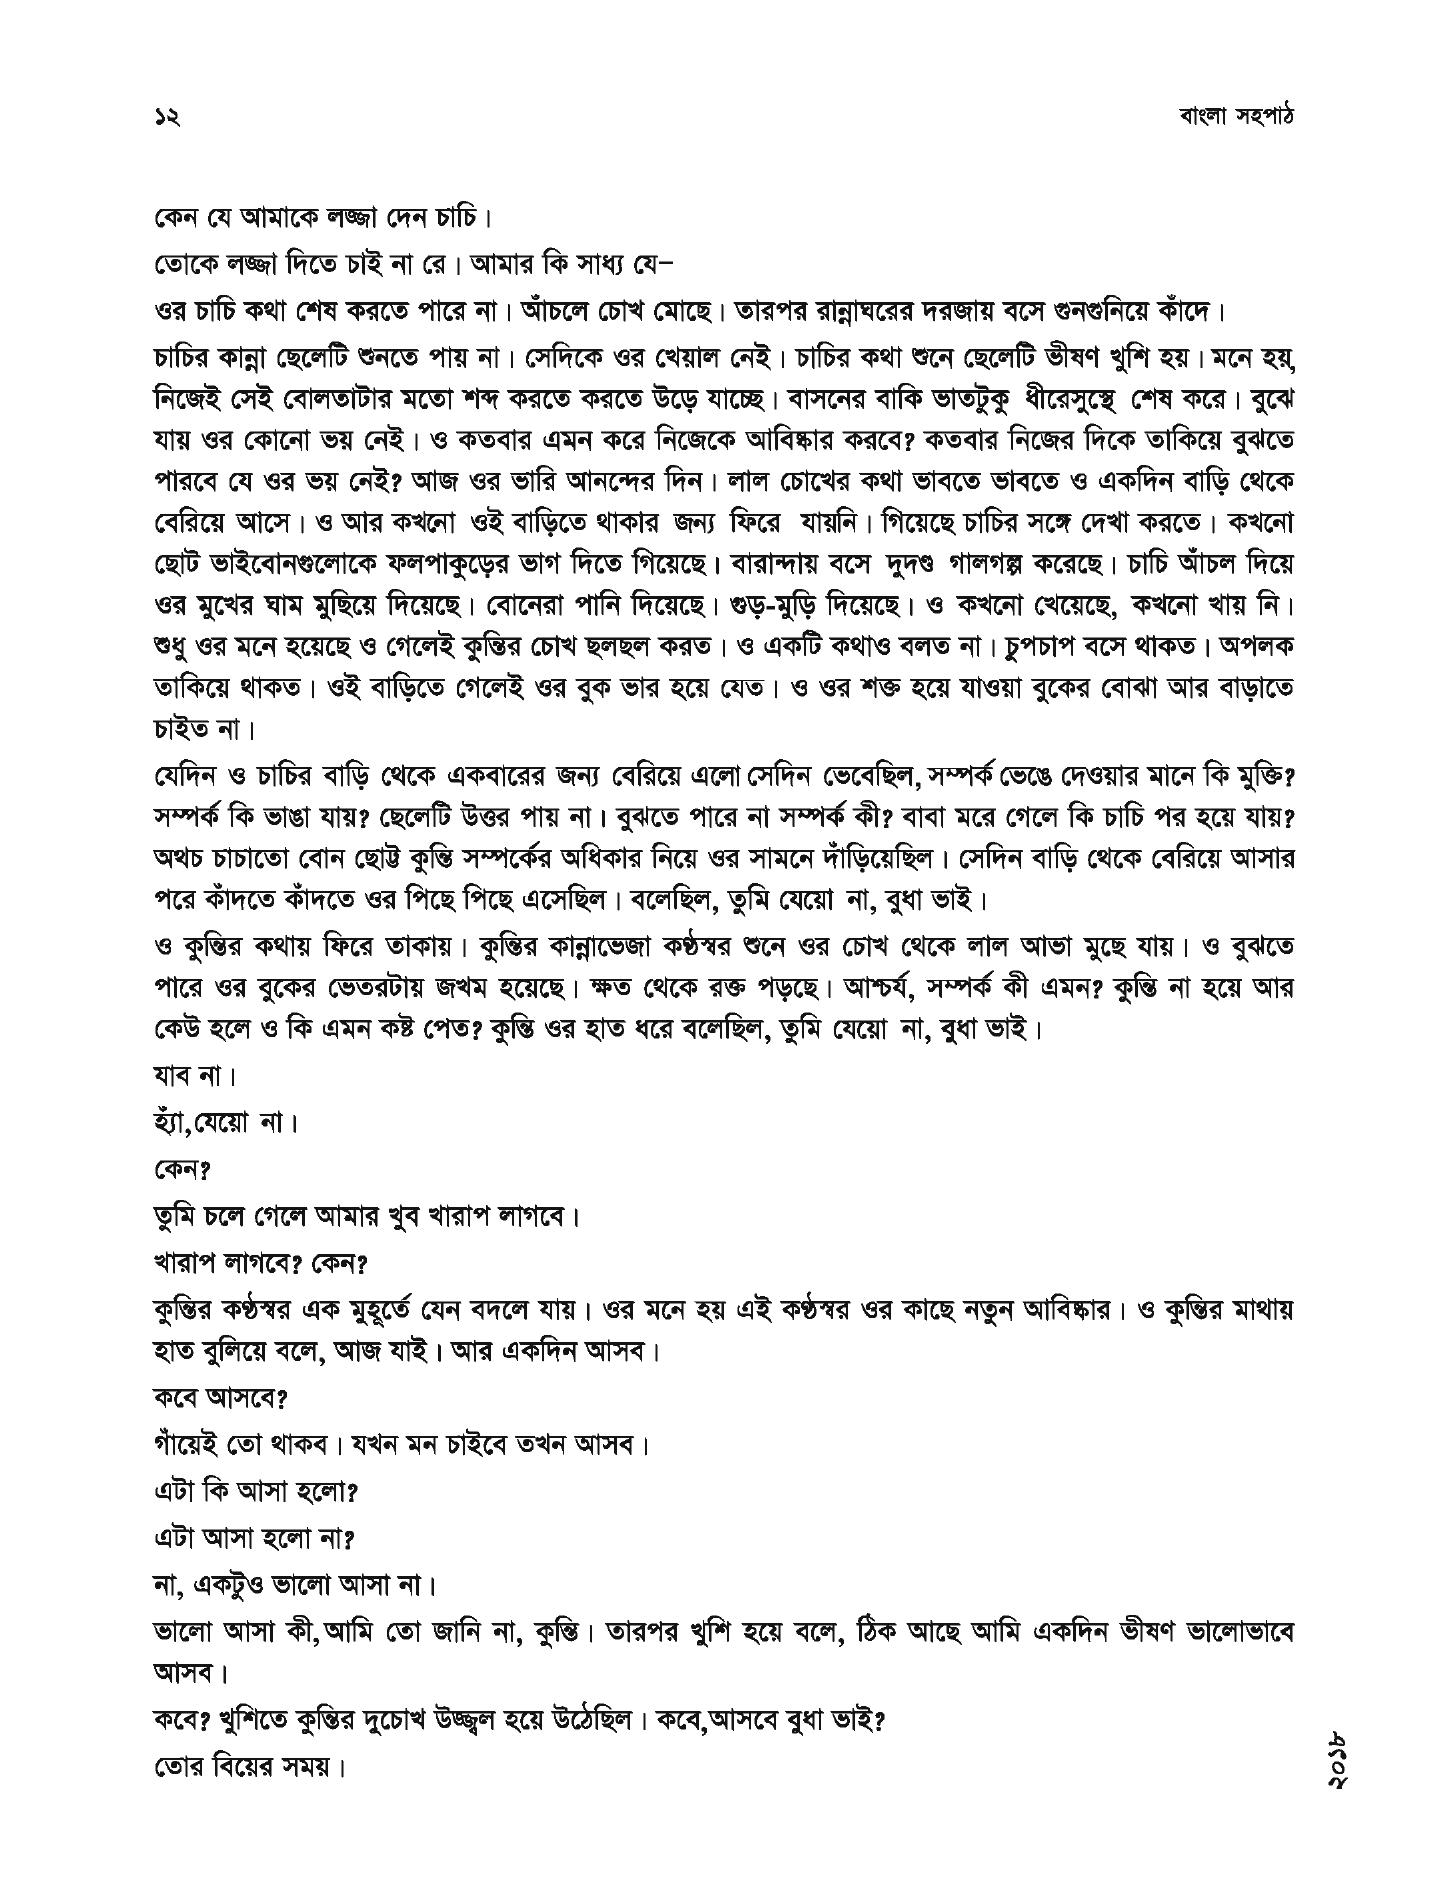 ১২ বাংলা সহপাঠ
কেন যে আমাকে লজ্জা দেন চাচি।
তোকে লজ্জা দিতে চাই না রে। আমার কি সাধ্য যে–
ওর চাচি কথা শেষ করতে পারে না। আঁচলে চোখ মোছে। তারপর রান্নাঘরের দরজায় বসে গুনগুনিয়ে কাঁদে।
চাচির কান্না ছেলেটি শুনতে পায় না। সেদিকে ওর খেয়াল নেই। চাচির কথা শুনে ছেলেটি ভীষণ খুশি হয়। মনে হয়,
নিজেই সেই বোলতাটার মতো শব্দ করতে করতে উড়ে যাচ্ছে। বাসনের বাকি ভাতটুকু ধীরেসুস্থে শেষ করে। বুঝে
যায় ওর কোনো ভয় নেই। ও কতবার এমন করে নিজেকে আবিষ্কার করবে? কতবার নিজের দিকে তাকিয়ে বুঝতে
পারবে যে ওর ভয় নেই? আজ ওর ভারি আনন্দের দিন। লাল চোখের কথা ভাবতে ভাবতে ও একদিন বাড়ি থেকে
বেরিয়ে আসে। ও আর কখনো ওই বাড়িতে থাকার জন্য ফিরে যায়নি। গিয়েছে চাচির সঙ্গে দেখা করতে। কখনো
ছোট ভাইবোনগুলোকে ফলপাকুড়ের ভাগ দিতে গিয়েছে। বারান্দায় বসে দুদণ্ড গালগল্প করেছে। চাচি আঁচল দিয়ে
ওর মুখের ঘাম মুছিয়ে দিয়েছে। বোনেরা পানি দিয়েছে। গুড়-মুড়ি দিয়েছে। ও কখনো খেয়েছে, কখনো খায় নি।
শুধু ওর মনে হয়েছে ও গেলেই কুন্তির চোখ ছলছল করত। ও একটি কথাও বলত না। চুপচাপ বসে থাকত। অপলক
তাকিয়ে থাকত। ওই বাড়িতে গেলেই ওর বুক ভার হয়ে যেত। ও ওর শক্ত হয়ে যাওয়া বুকের বোঝা আর বাড়াতে
চাইত না।
যেদিন ও চাচির বাড়ি থেকে একবারের জন্য বেরিয়ে এলো সেদিন ভেবেছিল, সম্পর্ক ভেঙে দেওয়ার মানে কি মুক্তি?
সম্পর্ক কি ভাঙা যায়? ছেলেটি উত্তর পায় না। বুঝতে পারে না সম্পর্ক কী? বাবা মরে গেলে কি চাচি পর হয়ে যায়?
অথচ চাচাতো বোন ছোট্ট কুন্তি সম্পর্কের অধিকার নিয়ে ওর সামনে দাঁড়িয়েছিল। সেদিন বাড়ি থেকে বেরিয়ে আসার
পরে কাঁদতে কাঁদতে ওর পিছে পিছে এসেছিল। বলেছিল, তুমি যেয়ো না, বুধা ভাই।
ও কুন্তির কথায় ফিরে তাকায়। কুন্তির কান্নাভেজা কণ্ঠস্বর শুনে ওর চোখ থেকে লাল আভা মুছে যায়। ও বুঝতে
পারে ওর বুকের ভেতরটায় জখম হয়েছে। ক্ষত থেকে রক্ত পড়ছে। আশ্চর্য, সম্পর্ক কী এমন? কুন্তি না হয়ে আর
কেউ হলে ও কি এমন কষ্ট পেত? কুন্তি ওর হাত ধরে বলেছিল, তুমি যেয়ো না, বুধা ভাই।
যাব না।
হ্যাঁ,যেয়ো না।
কেন?
তুমি চলে গেলে আমার খুব খারাপ লাগবে।
খারাপ লাগবে? কেন?
কুন্তির কণ্ঠস্বর এক মুহূর্তে যেন বদলে যায়। ওর মনে হয় এই কণ্ঠস্বর ওর কাছে নতুন আবিষ্কার। ও কুন্তির মাথায়
হাত বুলিয়ে বলে, আজ যাই। আর একদিন আসব।
কবে আসবে?
গাঁয়েই তো থাকব। যখন মন চাইবে তখন আসব।
এটা কি আসা হলো?
এটা আসা হলো না?
না, একটুও ভালো আসা না।
ভালো আসা কী,আমি তো জানি না, কুন্তি। তারপর খুশি হয়ে বলে, ঠিক আছে আমি একদিন ভীষণ ভালোভাবে
আসব।
কবে? খুশিতে কুন্তির দুচোখ উজ্জ্বল হয়ে উঠেছিল। কবে,আসবে বুধা ভাই?
তোর বিয়ের সময়।
২০১৮